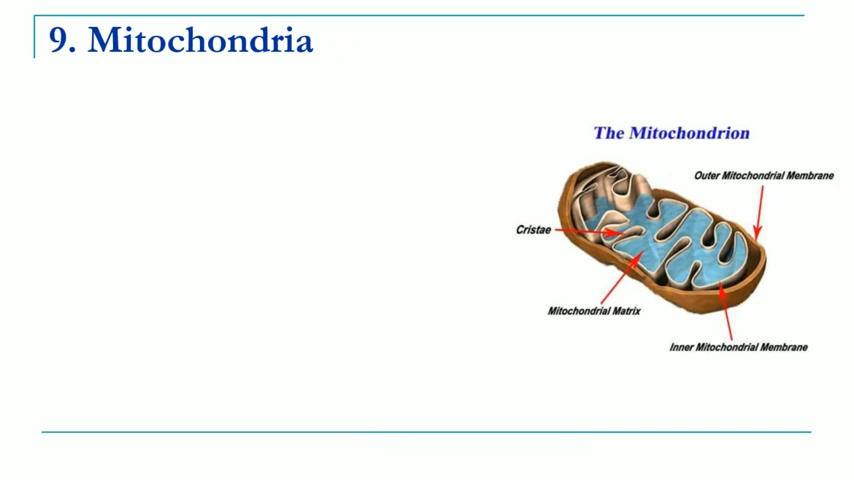 9. Mitochondria
The Mitochondrion
Outer Mitochondrial Membrane
Cristae
Mitochondrial Matrix
Inner Mitochondrial Membrane